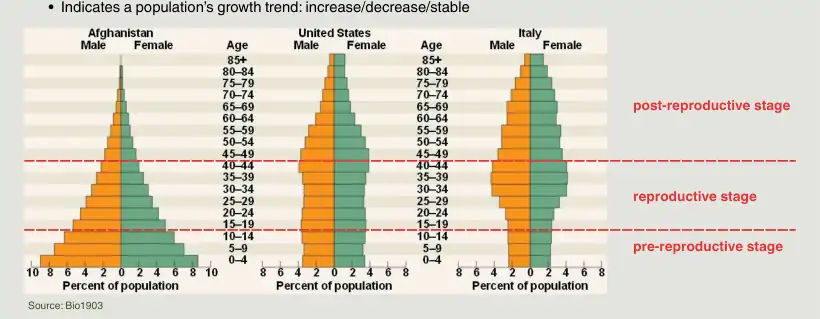 • Indicates a population's growth trend: increase/decrease/stable
Afghanistan United States Italy
Male Female Age Male Female Age Male Female
85+ 85+
80–84 80–84
75–79 75–79
70–74 70–74
65–69 65–69
60–64 60–64
55–59 55–59
50–54 50–54
45–49 45–49
40–44 40–44
35–39 35–39
30–34 30–34
25–29 25–29
20–24 20–24
15–19 15–19
10–14 10–14
5–9 5–9
0–4 0–4
post-reproductive stage
reproductive stage
pre-reproductive stage
10 8 6 4 2 0 2 4 6 8 10 8 6 4 2 0 2 4 6 8 8 6 4 2 0 2 4 6 8
Percent of population Percent of population Percent of population
Source: Bio1903